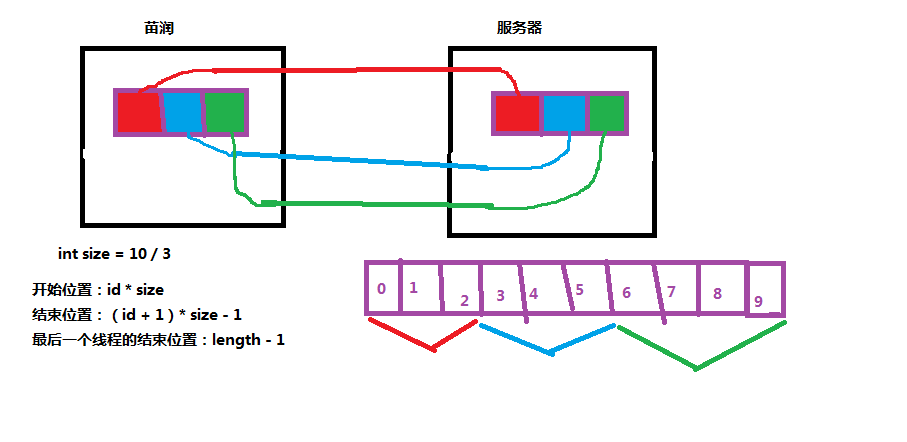 苗润
服务器
int size = 10 / 3
开始位置：id * size
结束位置：（id + 1）* size - 1
最后一个线程的结束位置：length - 1
0 1 2 3 4 5 6 7 8 9